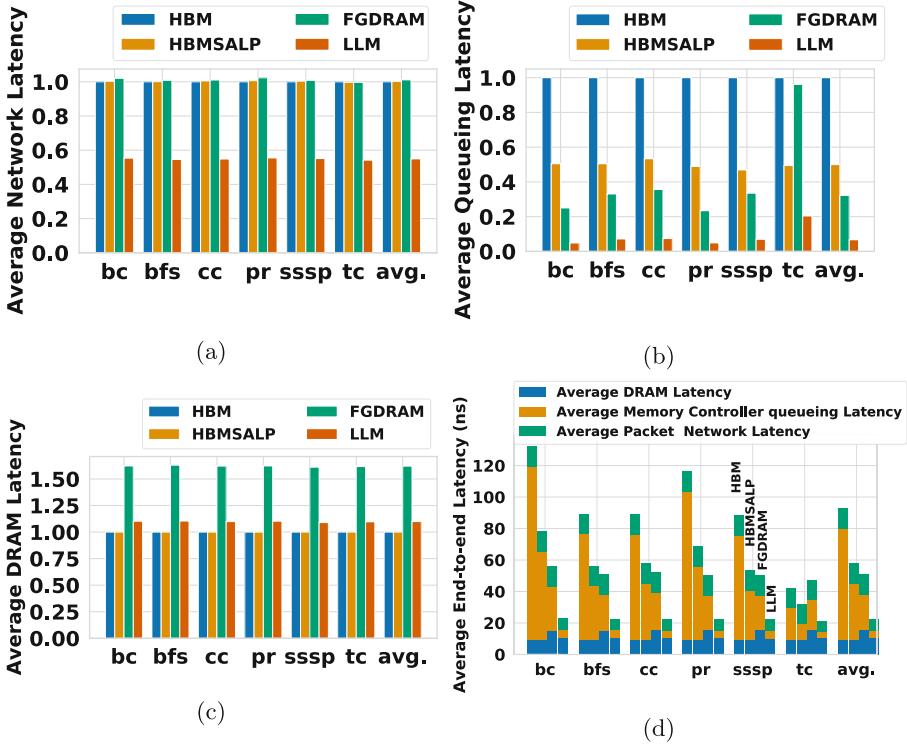 HBM FGDRAM
HBMSALP LLM
Average Network Latency
1.0
0.8
0.6
0.4
0.2
0.0
bc bfs cc pr sssp tc avg.
(a)
HBM FGDRAM
HBMSALP LLM
Average Queueing Latency
1.0
0.8
0.6
0.4
0.2
0.0
bc bfs cc pr sssp tc avg.
(b)
HBM FGDRAM
HBMSALP LLM
Average DRAM Latency
1.50
1.25
1.00
0.75
0.50
0.25
0.00
bc bfs cc pr sssp tc avg.
(c)
Average DRAM Latency
Average Memory Controller queueing Latency
Average Packet Network Latency
Average End-to-end Latency (ns)
120
100
80
60
40
20
0
HBM
HBMSALP
FGDRAM
LLM
bc bfs cc pr sssp tc avg.
(d)